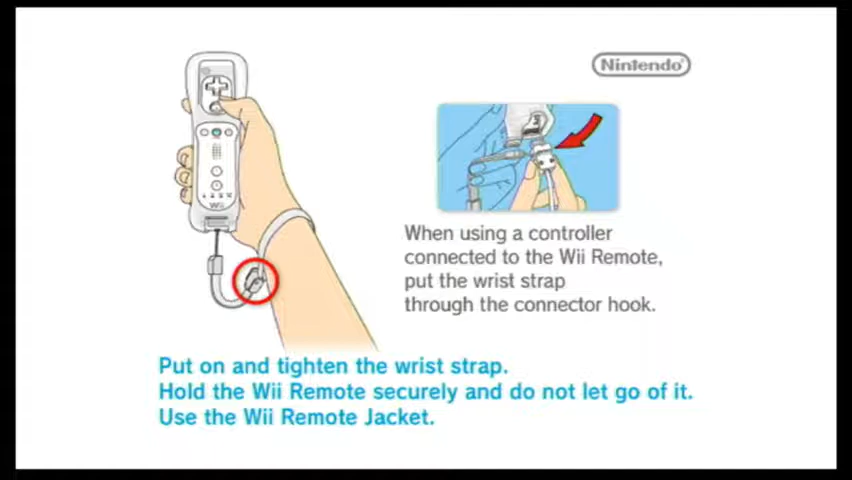 Nintendo
Wii
When using a controller
connected to the Wii Remote,
put the wrist strap
through the connector hook.
Put on and tighten the wrist strap.
Hold the Wii Remote securely and do not let go of it.
Use the Wii Remote Jacket.